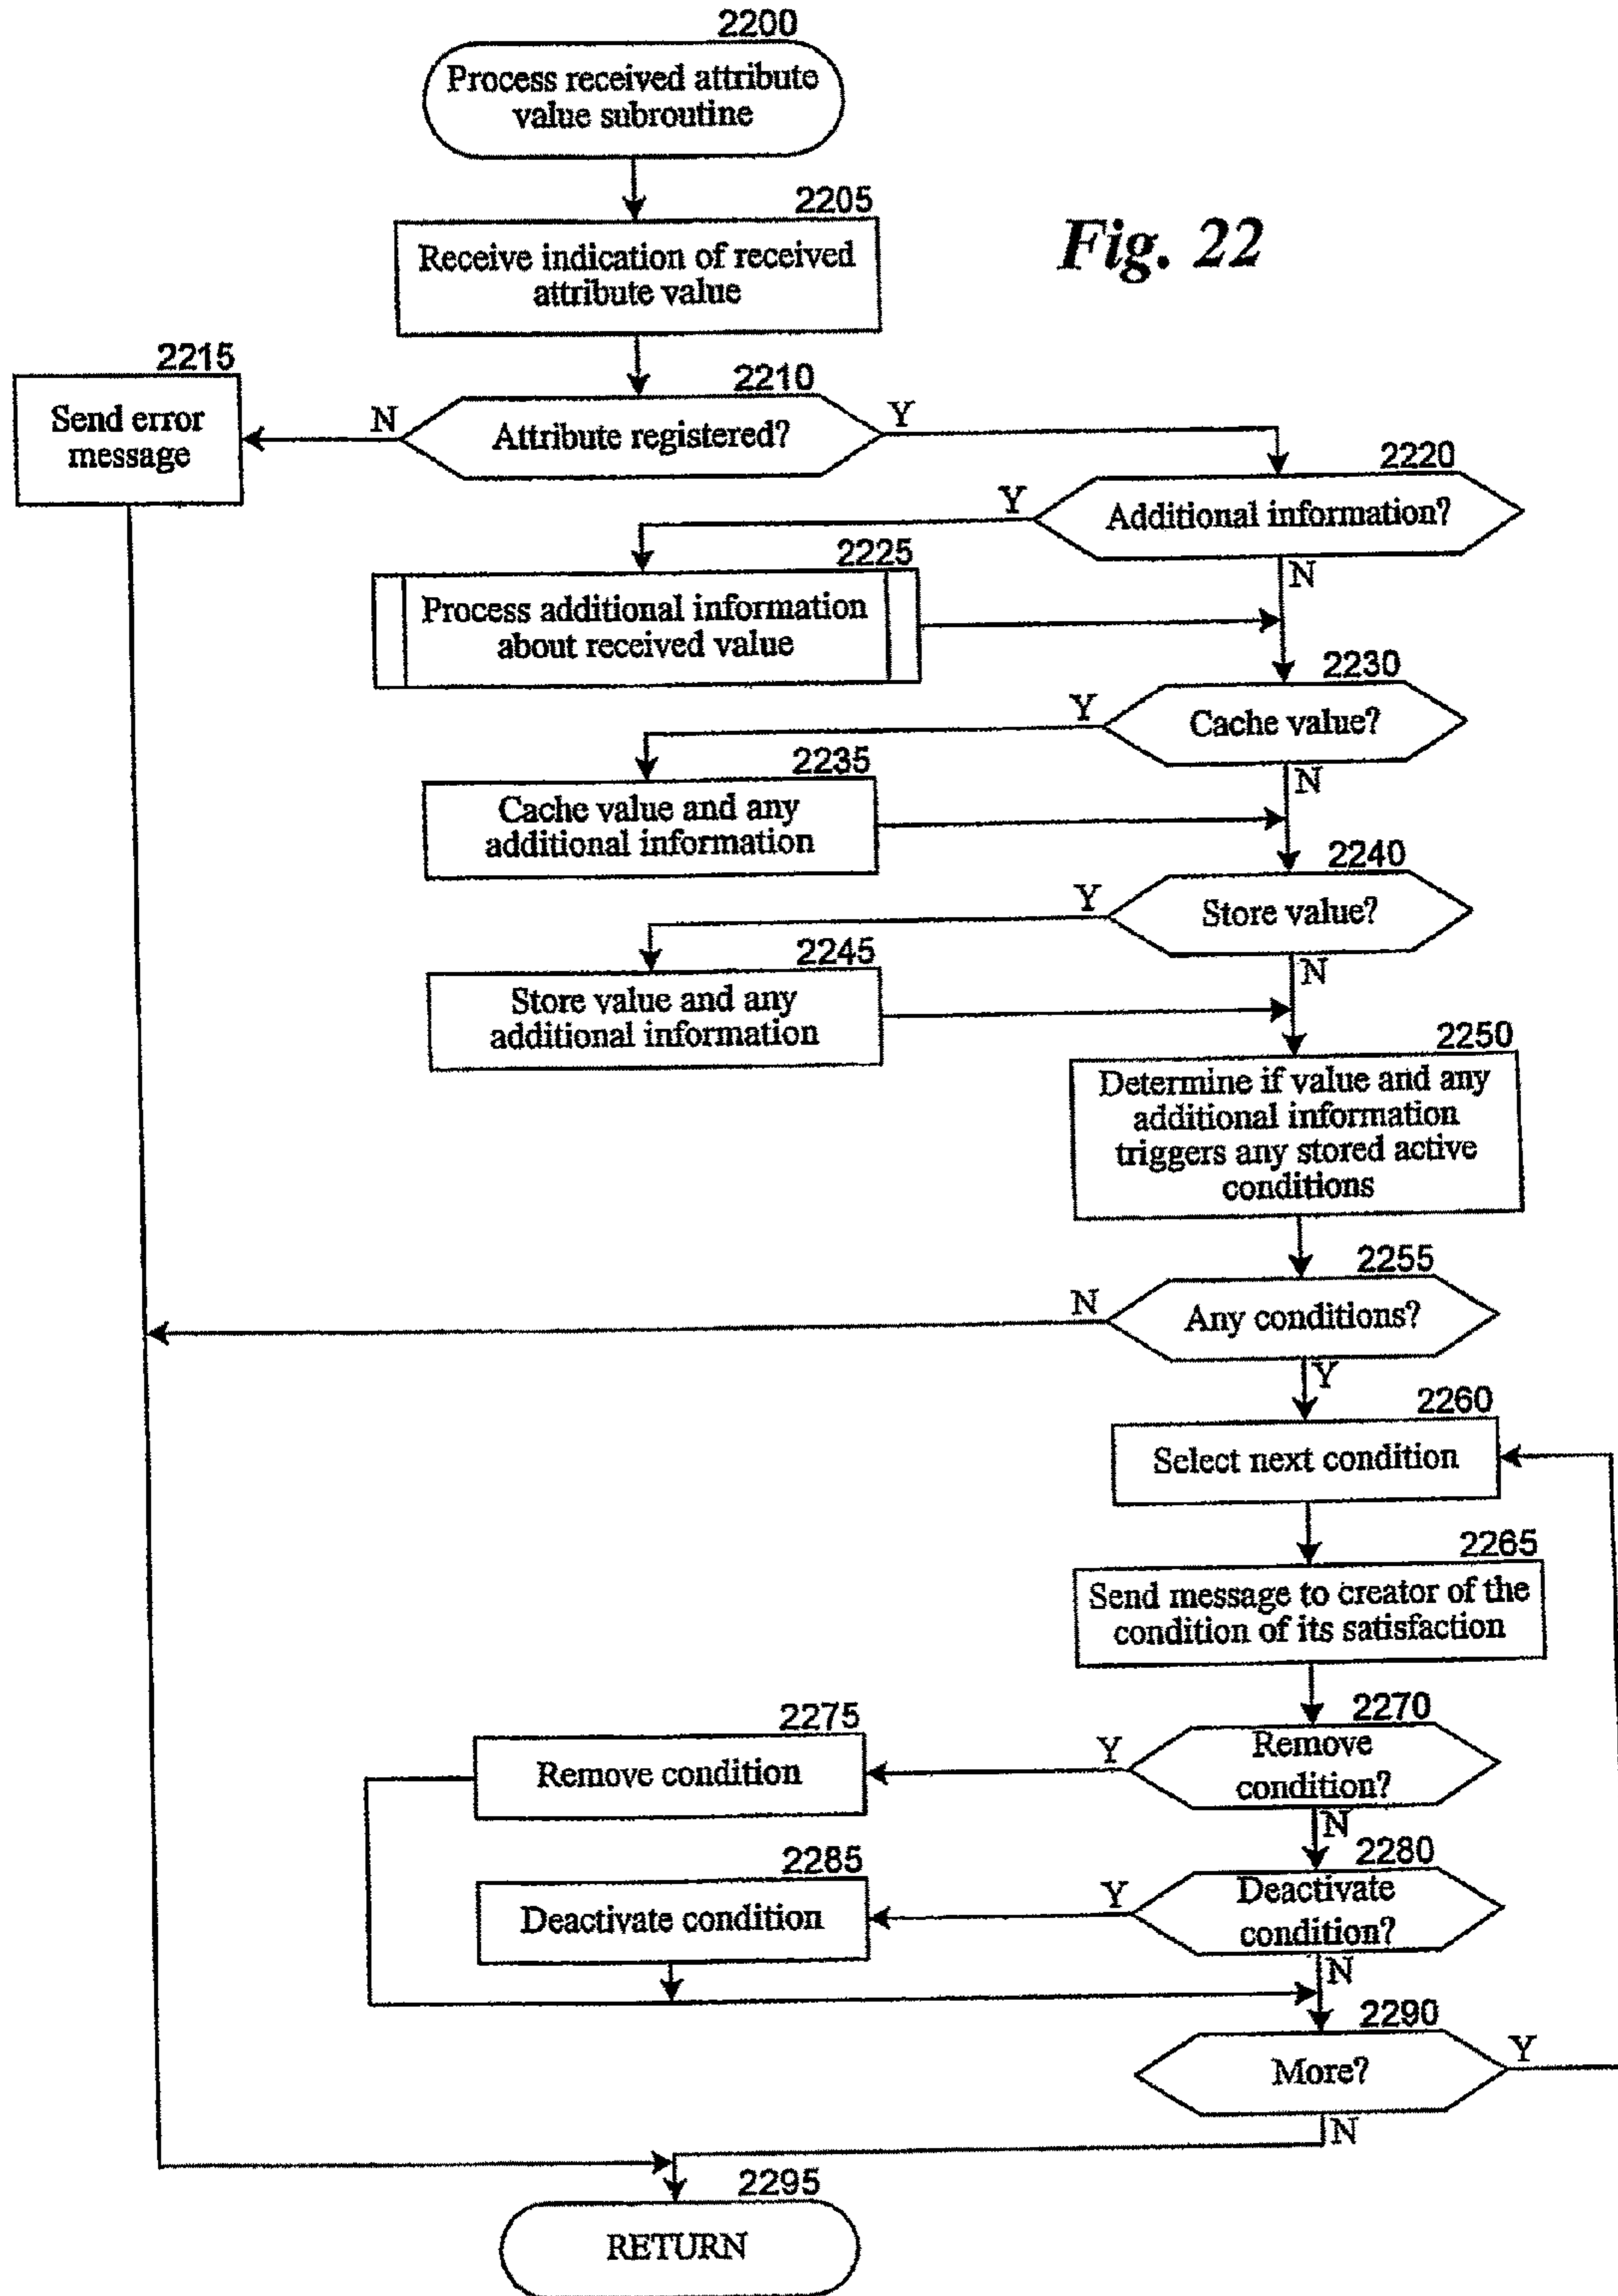 2200
Process received attribute
value subroutine
2205
Receive indication of received
attribute value
Fig. 22
2215
Send error
message
N
2210
Attribute registered?
Y
2220
Additional information?
Y
N
2225
Process additional information
about received value
2230
Cache value?
Y
N
2235
Cache value and any
additional information
2240
Store value?
Y
N
2245
Store value and any
additional information
2250
Determine if value and any
additional information
triggers any stored active
conditions
2255
Any conditions?
N
Y
2260
Select next condition
2265
Send message to creator of the
condition of its satisfaction
2270
Remove
condition?
Y
N
2275
Remove condition
2280
Deactivate
condition?
Y
N
2285
Deactivate condition
2290
More?
Y
N
2295
RETURN